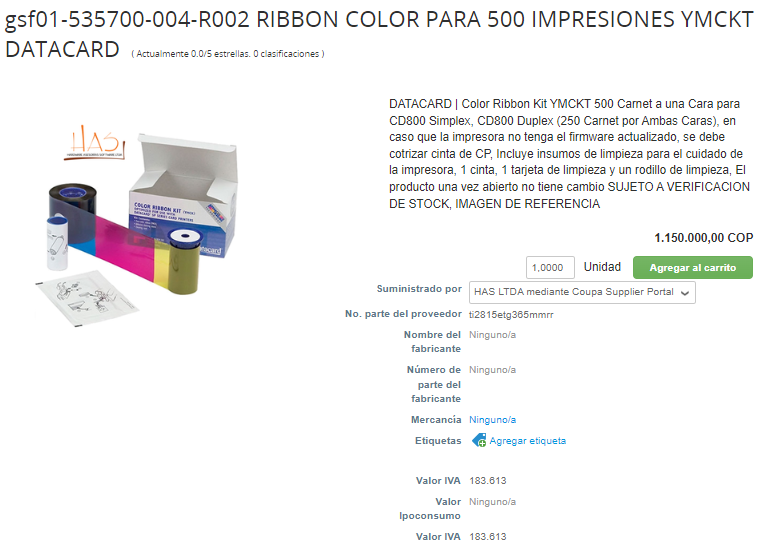 gsf01-535700-004-R002 RIBBON COLOR PARA 500 IMPRESIONES YMCKT
DATACARD ( Actualmente 0.0/5 estrellas. 0 clasificaciones )
HAS
COLOR RIBBON KIT
datacard
DATACARD | Color Ribbon Kit YMCKT 500 Carnet a una Cara para
CD800 Simplex, CD800 Duplex (250 Carnet por Ambas Caras), en
caso que la impresora no tenga el firmware actualizado, se debe
cotrizar cinta de CP, Incluye insumos de limpieza para el cuidado de
la impresora, 1 cinta, 1 tarjeta de limpieza y un rodillo de limpieza, El
producto una vez abierto no tiene cambio SUJETO A VERIFICACION
DE STOCK, IMAGEN DE REFERENCIA
1.150.000,00 COP
1,0000 Unidad Agregar al carrito
Suministrado por HAS LTDA mediante Coupa Supplier Portal
No. parte del proveedor ti2815etg365mmrr
Nombre del Ninguno/a
fabricante
Número de Ninguno/a
parte del
fabricante
Mercancía Ninguno/a
Etiquetas Agregar etiqueta
Valor IVA 183.613
Valor Ninguno/a
Ipoconsumo
Valor IVA 183.613